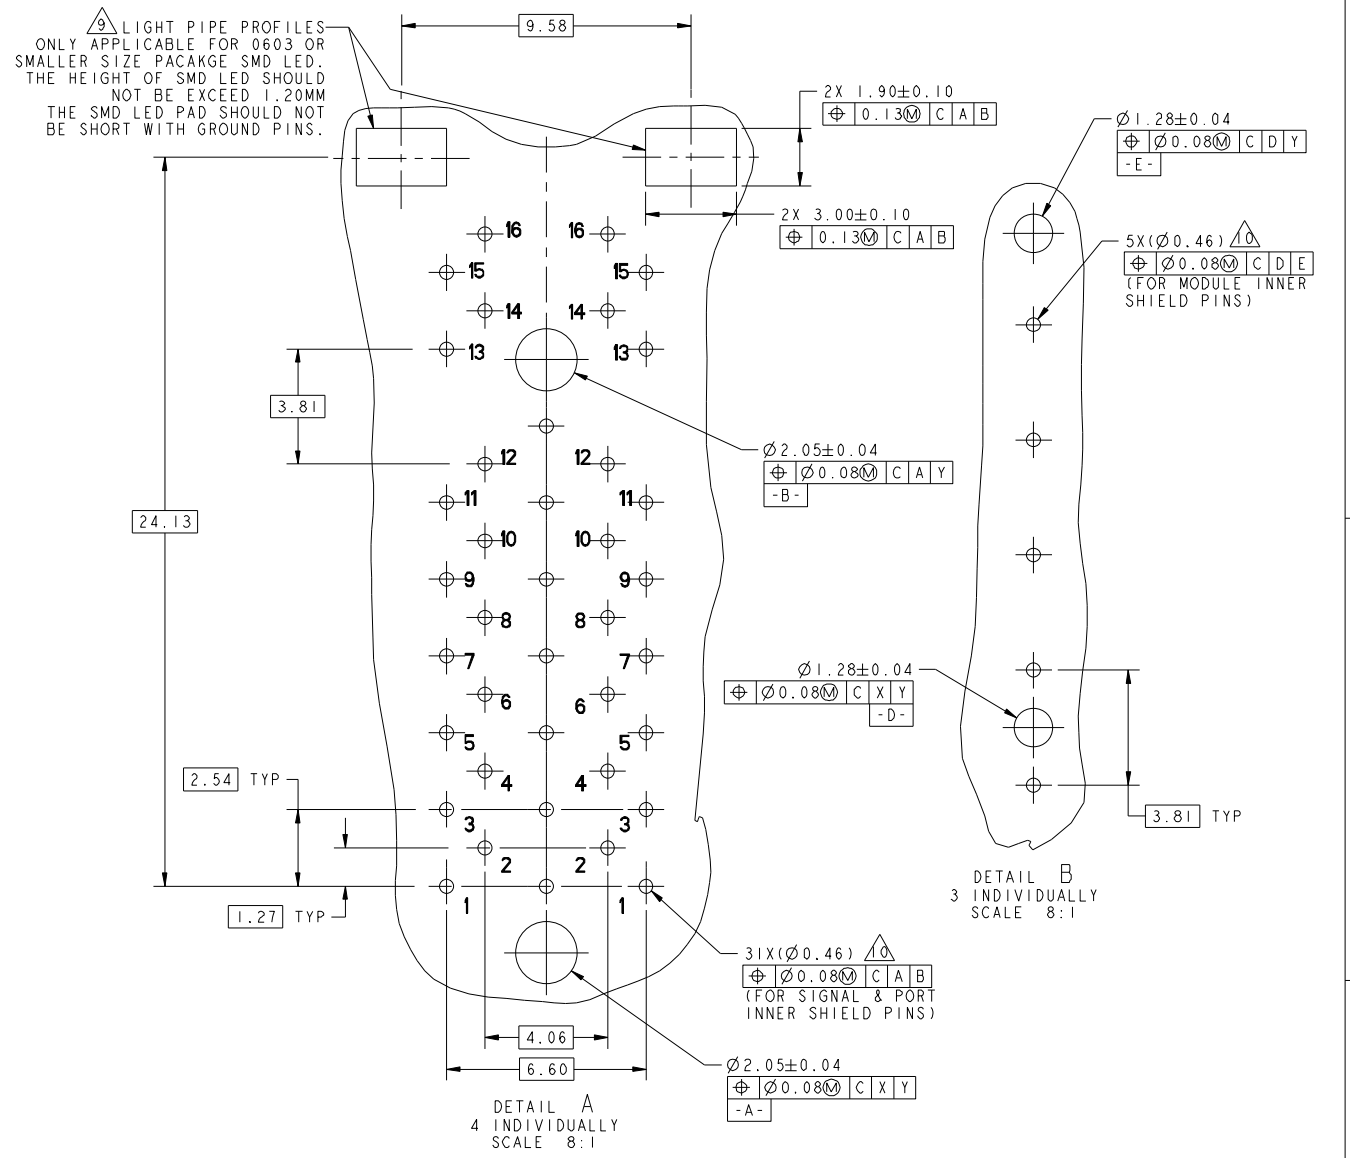 9 LIGHT PIPE PROFILES
ONLY APPLICABLE FOR 0603 OR
SMALLER SIZE PACAKGE SMD LED.
THE HEIGHT OF SMD LED SHOULD
NOT BE EXCEED 1.20MM
THE SMD LED PAD SHOULD NOT
BE SHORT WITH GROUND PINS.
9.58
2X 1.90±0.10
⌖ 0.13Ⓜ C A B
2X 3.00±0.10
⌖ 0.13Ⓜ C A B
Ø1.28±0.04
⌖ Ø0.08Ⓜ C D Y
-E-
5X(Ø0.46) 10
⌖ Ø0.08Ⓜ C D E
(FOR MODULE INNER
SHIELD PINS)
16 16
15 15
14 14
13 13
3.81
Ø2.05±0.04
⌖ Ø0.08Ⓜ C A Y
-B-
12 12
11 11
24.13
10 10
9 9
8 8
7 7
6 6
5 5
4 4
3 3
2 2
1 1
Ø1.28±0.04
⌖ Ø0.08Ⓜ C X Y
-D-
2.54 TYP
1.27 TYP
3.81 TYP
DETAIL B
3 INDIVIDUALLY
SCALE 8:1
31X(Ø0.46) 10
⌖ Ø0.08Ⓜ C A B
(FOR SIGNAL & PORT
INNER SHIELD PINS)
4.06
6.60
Ø2.05±0.04
⌖ Ø0.08Ⓜ C X Y
-A-
DETAIL A
4 INDIVIDUALLY
SCALE 8:1